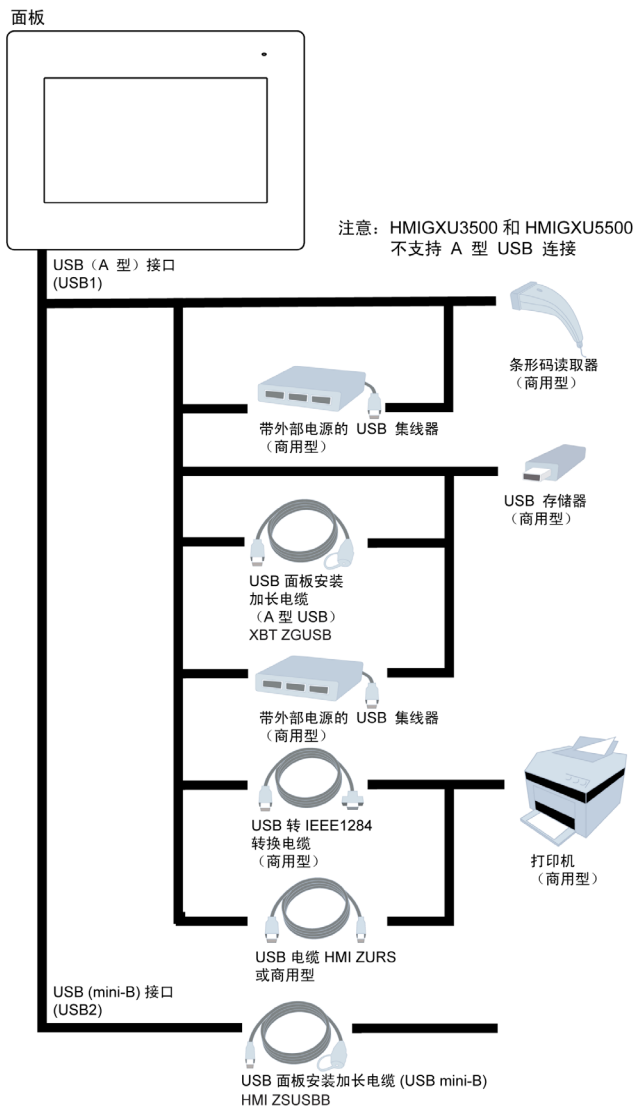 面板
注意：HMIGXU3500 和 HMIGXU5500
不支持 A 型 USB 连接
USB（A 型）接口
(USB1)
条形码读取器
（商用型）
带外部电源的 USB 集线器
（商用型）
USB 存储器
（商用型）
USB 面板安装
加长电缆
（A 型 USB）
XBT ZGUSB
带外部电源的 USB 集线器
（商用型）
USB 转 IEEE1284
转换电缆
（商用型）
打印机
（商用型）
USB 电缆 HMI ZURS
或商用型
USB (mini-B) 接口
(USB2)
USB 面板安装加长电缆 (USB mini-B)
HMI ZSUSBB